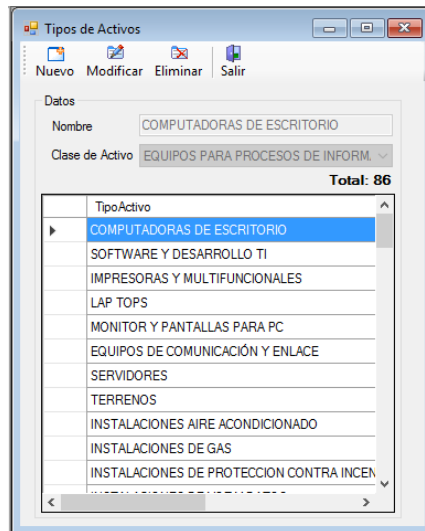 Tipos de Activos
Nuevo Modificar Eliminar Salir
Datos
Nombre COMPUTADORAS DE ESCRITORIO
Clase de Activo EQUIPOS PARA PROCESOS DE INFORM.
Total: 86
TipoActivo
COMPUTADORAS DE ESCRITORIO
SOFTWARE Y DESARROLLO TI
IMPRESORAS Y MULTIFUNCIONALES
LAP TOPS
MONITOR Y PANTALLAS PARA PC
EQUIPOS DE COMUNICACIÓN Y ENLACE
SERVIDORES
TERRENOS
INSTALACIONES AIRE ACONDICIONADO
INSTALACIONES DE GAS
INSTALACIONES DE PROTECCION CONTRA INCEN